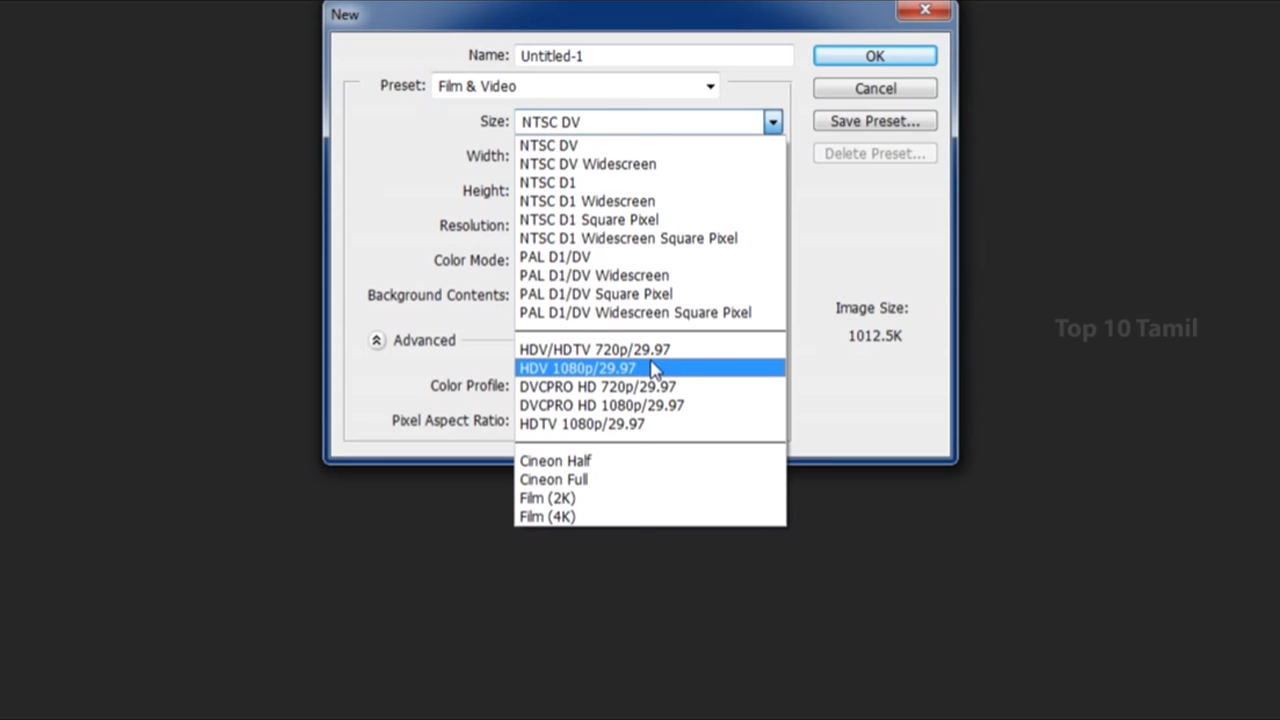 New
Name: Untitled-1
OK
Preset: Film & Video
Cancel
Size: NTSC DV
Save Preset...
NTSC DV
Delete Preset...
Width:
NTSC DV Widescreen
NTSC D1
Height:
NTSC D1 Widescreen
Resolution:
NTSC D1 Square Pixel
NTSC D1 Widescreen Square Pixel
Color Mode:
PAL D1/DV
PAL D1/DV Widescreen
Background Contents:
PAL D1/DV Square Pixel
PAL D1/DV Widescreen Square Pixel
Image Size:
1012.5K
Top 10 Tamil
Advanced
HDV/HDTV 720p/29.97
HDV 1080p/29.97
Color Profile:
DVCPRO HD 720p/29.97
DVCPRO HD 1080p/29.97
Pixel Aspect Ratio:
HDTV 1080p/29.97
Cineon Half
Cineon Full
Film (2K)
Film (4K)